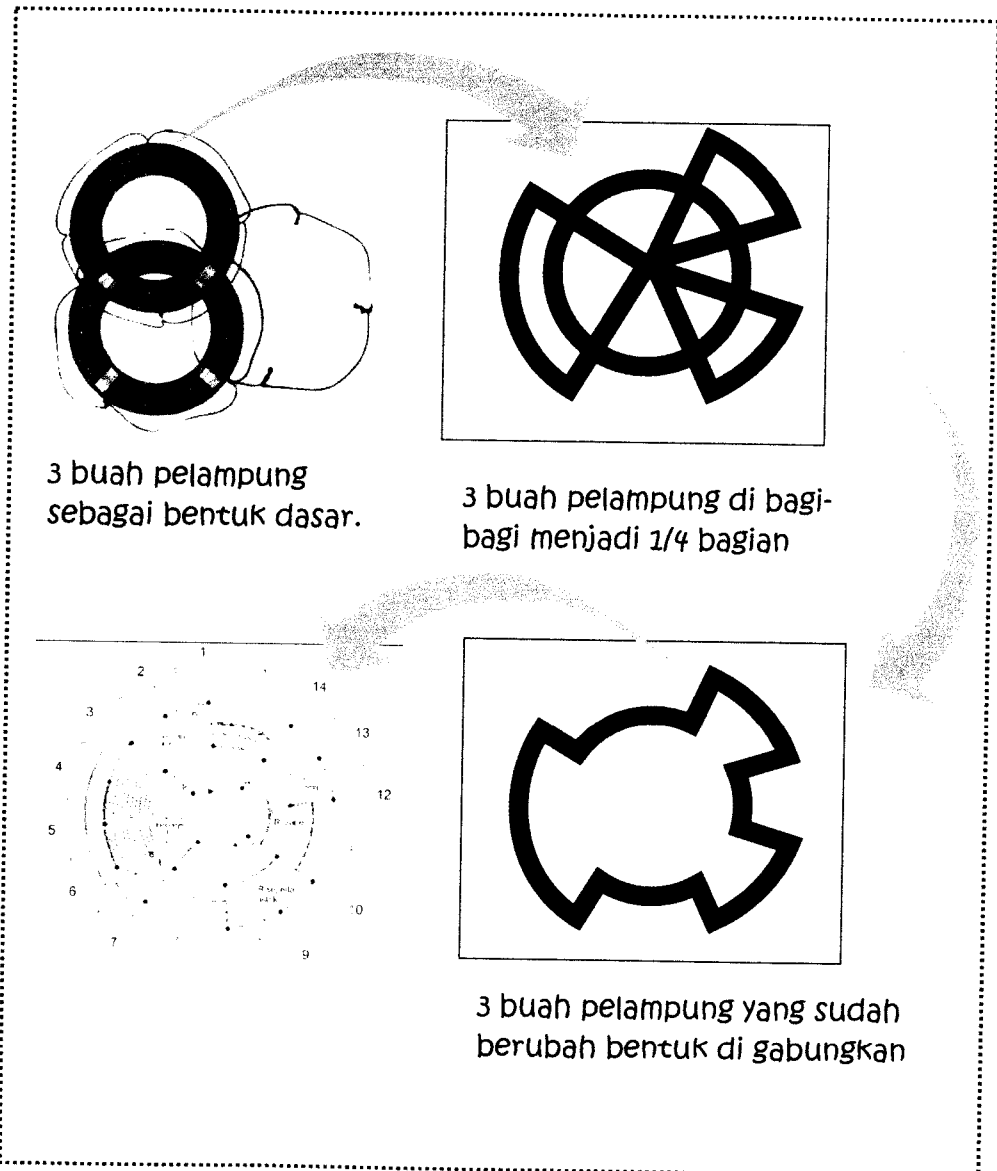 3 buah pelampung
sebagai bentuk dasar.
3 buah pelampung di bagi-
bagi menjadi 1/4 bagian
1
2
14
3
13
4
12
5
6
10
7
9
3 buah pelampung yang sudah
berubah bentuk di gabungkan